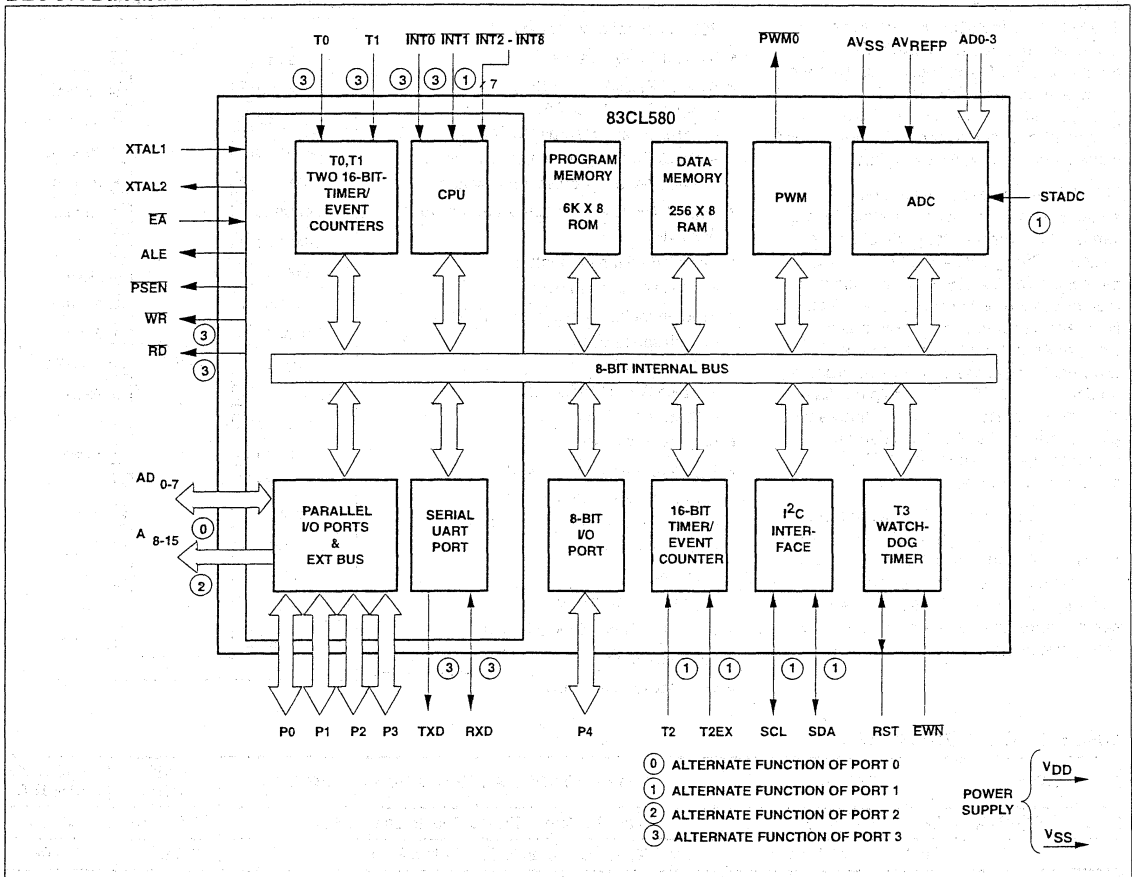 T0 T1 INT0 INT1 INT2 - INT8 PWM0 AVSS AVREFP AD0-3
3 3 3 3 1 7
83CL580
XTAL1
XTAL2
EA
ALE
PSEN
WR
3
RD
3
T0,T1
TWO 16-BIT-
TIMER/
EVENT
COUNTERS
CPU
PROGRAM
MEMORY
6K X 8
ROM
DATA
MEMORY
256 X 8
RAM
PWM
ADC
STADC
1
8-BIT INTERNAL BUS
AD 0-7
0
A 8-15
2
PARALLEL
I/O PORTS
&
EXT BUS
SERIAL
UART
PORT
8-BIT
I/O
PORT
16-BIT
TIMER/
EVENT
COUNTER
I2C
INTER-
FACE
T3
WATCH-
DOG
TIMER
3 3 1 1 1 1
P0 P1 P2 P3 TXD RXD P4 T2 T2EX SCL SDA RST EWN
0 ALTERNATE FUNCTION OF PORT 0
1 ALTERNATE FUNCTION OF PORT 1
2 ALTERNATE FUNCTION OF PORT 2
3 ALTERNATE FUNCTION OF PORT 3
POWER
SUPPLY
VDD
VSS